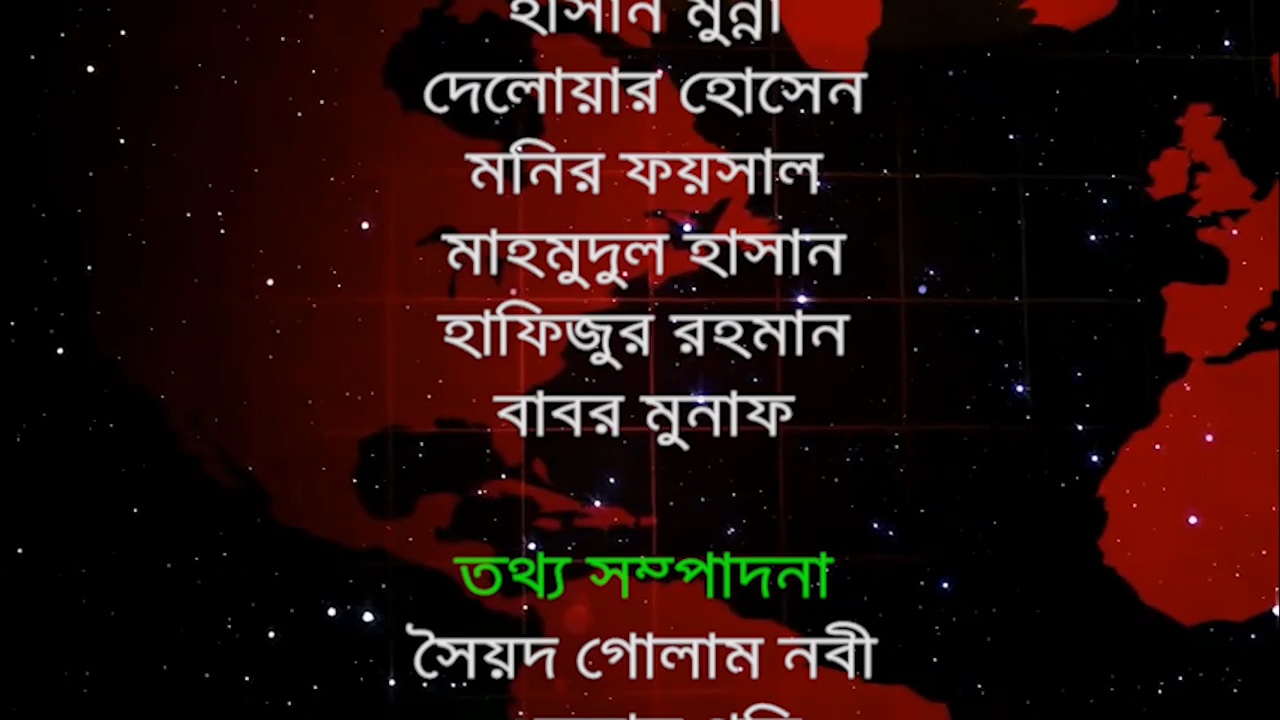 হাসান মুন্না
দেলোয়ার হোসেন
মনির ফয়সাল
মাহমুদুল হাসান
হাফিজুর রহমান
বাবর মুনাফ
তথ্য সম্পাদনা
সৈয়দ গোলাম নবী